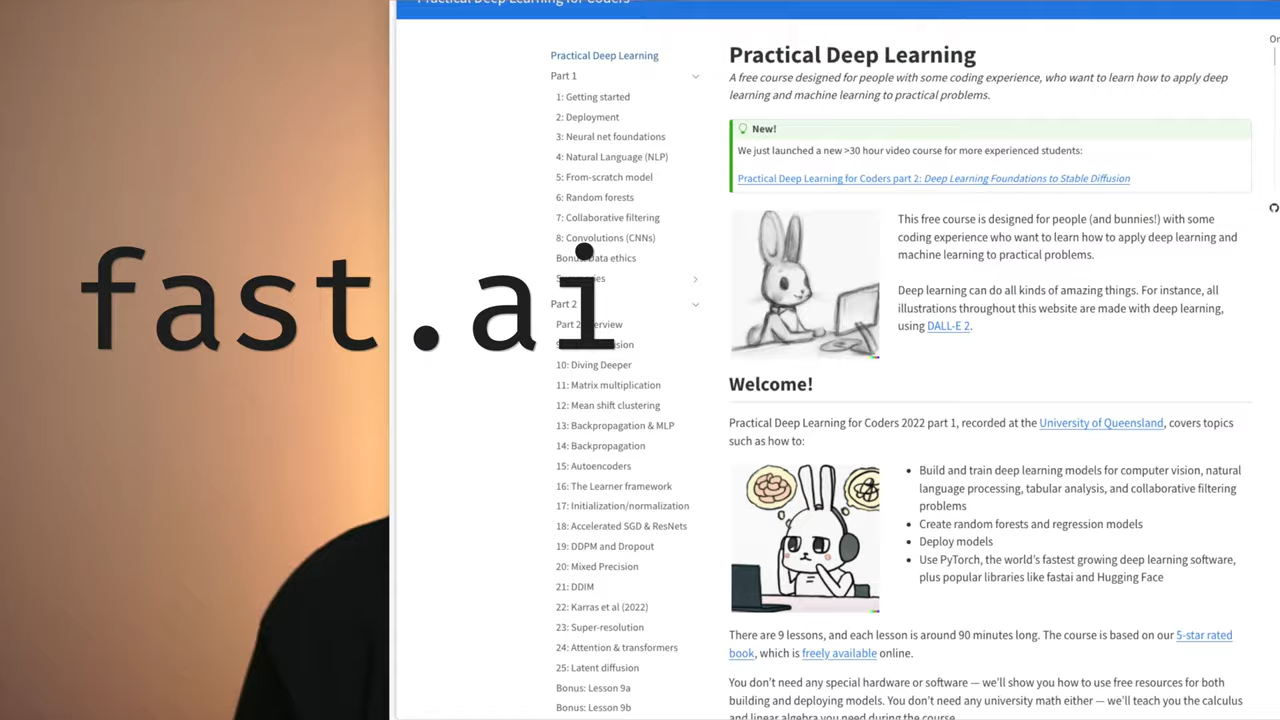 Practical Deep Learning for Coders
fast.ai
Practical Deep Learning
Part 1
1: Getting started
2: Deployment
3: Neural net foundations
4: Natural Language (NLP)
5: From-scratch model
6: Random forests
7: Collaborative filtering
8: Convolutions (CNNs)
Bonus: Data ethics
Part 2
10: Diving Deeper
11: Matrix multiplication
12: Mean shift clustering
13: Backpropagation & MLP
14: Backpropagation
15: Autoencoders
16: The Learner framework
17: Initialization/normalization
18: Accelerated SGD & ResNets
19: DDPM and Dropout
20: Mixed Precision
21: DDIM
22: Karras et al (2022)
23: Super-resolution
24: Attention & transformers
25: Latent diffusion
Bonus: Lesson 9a
Bonus: Lesson 9b
Practical Deep Learning
A free course designed for people with some coding experience, who want to learn how to apply deep
learning and machine learning to practical problems.
New!
We just launched a new >30 hour video course for more experienced students:
Practical Deep Learning for Coders part 2: Deep Learning Foundations to Stable Diffusion
This free course is designed for people (and bunnies!) with some
coding experience who want to learn how to apply deep learning and
machine learning to practical problems.
Deep learning can do all kinds of amazing things. For instance, all
illustrations throughout this website are made with deep learning,
using DALL-E 2.
Welcome!
Practical Deep Learning for Coders 2022 part 1, recorded at the University of Queensland, covers topics
such as how to:
Build and train deep learning models for computer vision, natural
language processing, tabular analysis, and collaborative filtering
problems
Create random forests and regression models
Deploy models
Use PyTorch, the world's fastest growing deep learning software,
plus popular libraries like fastai and Hugging Face
There are 9 lessons, and each lesson is around 90 minutes long. The course is based on our 5-star rated
book, which is freely available online.
You don't need any special hardware or software — we'll show you how to use free resources for both
building and deploying models. You don't need any university math either — we'll teach you the calculus
and linear algebra you need during the course.